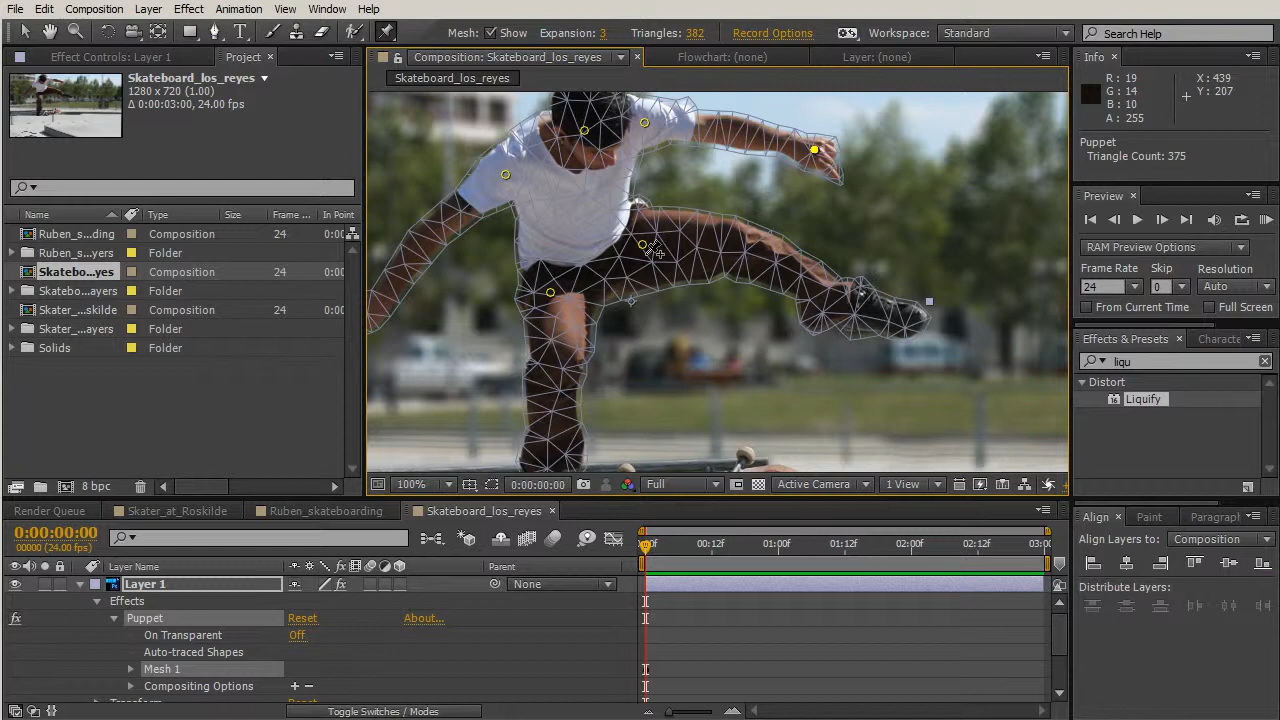 File Edit Composition Layer Effect Animation View Window Help
Mesh: Show Expansion: 3 Triangles: 382 Record Options Workspace: Standard Search Help
Effect Controls: Layer 1 Project
Composition: Skateboard_los_reyes Flowchart: (none) Layer: (none)
Info
Skateboard_los_reyes
1280 x 720 (1.00)
Δ 0:00:03:00, 24.00 fps
Skateboard_los_reyes
R : 19 X : 439
G : 14 Y : 207
B : 10
A : 255
Puppet
Triangle Count: 375
Preview
Name Type Size Frame ... In Point
Ruben_s...ding Composition 24 0:00
Ruben_s...yers Folder
Skatebo...yes Composition 24 0:00
Skatebo...ayers Folder
Skater_...skilde Composition 24 0:00
Skater_...ayers Folder
Solids Folder
RAM Preview Options
Frame Rate Skip Resolution
24 0 Auto
From Current Time Full Screen
Effects & Presets Characte
liqu
Distort
16 Liquify
8 bpc
100% 0:00:00:00 Full Active Camera 1 View
Render Queue Skater_at_Roskilde Ruben_skateboarding Skateboard_los_reyes
Align Paint Paragraph
0:00:00:00
00000 (24.00 fps)
00f 00:12f 01:00f 01:12f 02:00f 02:12f 03:00
Align Layers to: Composition
Layer Name Parent
Layer 1 None
Distribute Layers:
Effects
fx Puppet Reset About...
On Transparent Off
Auto-traced Shapes
Mesh 1
Compositing Options + −
Toggle Switches / Modes